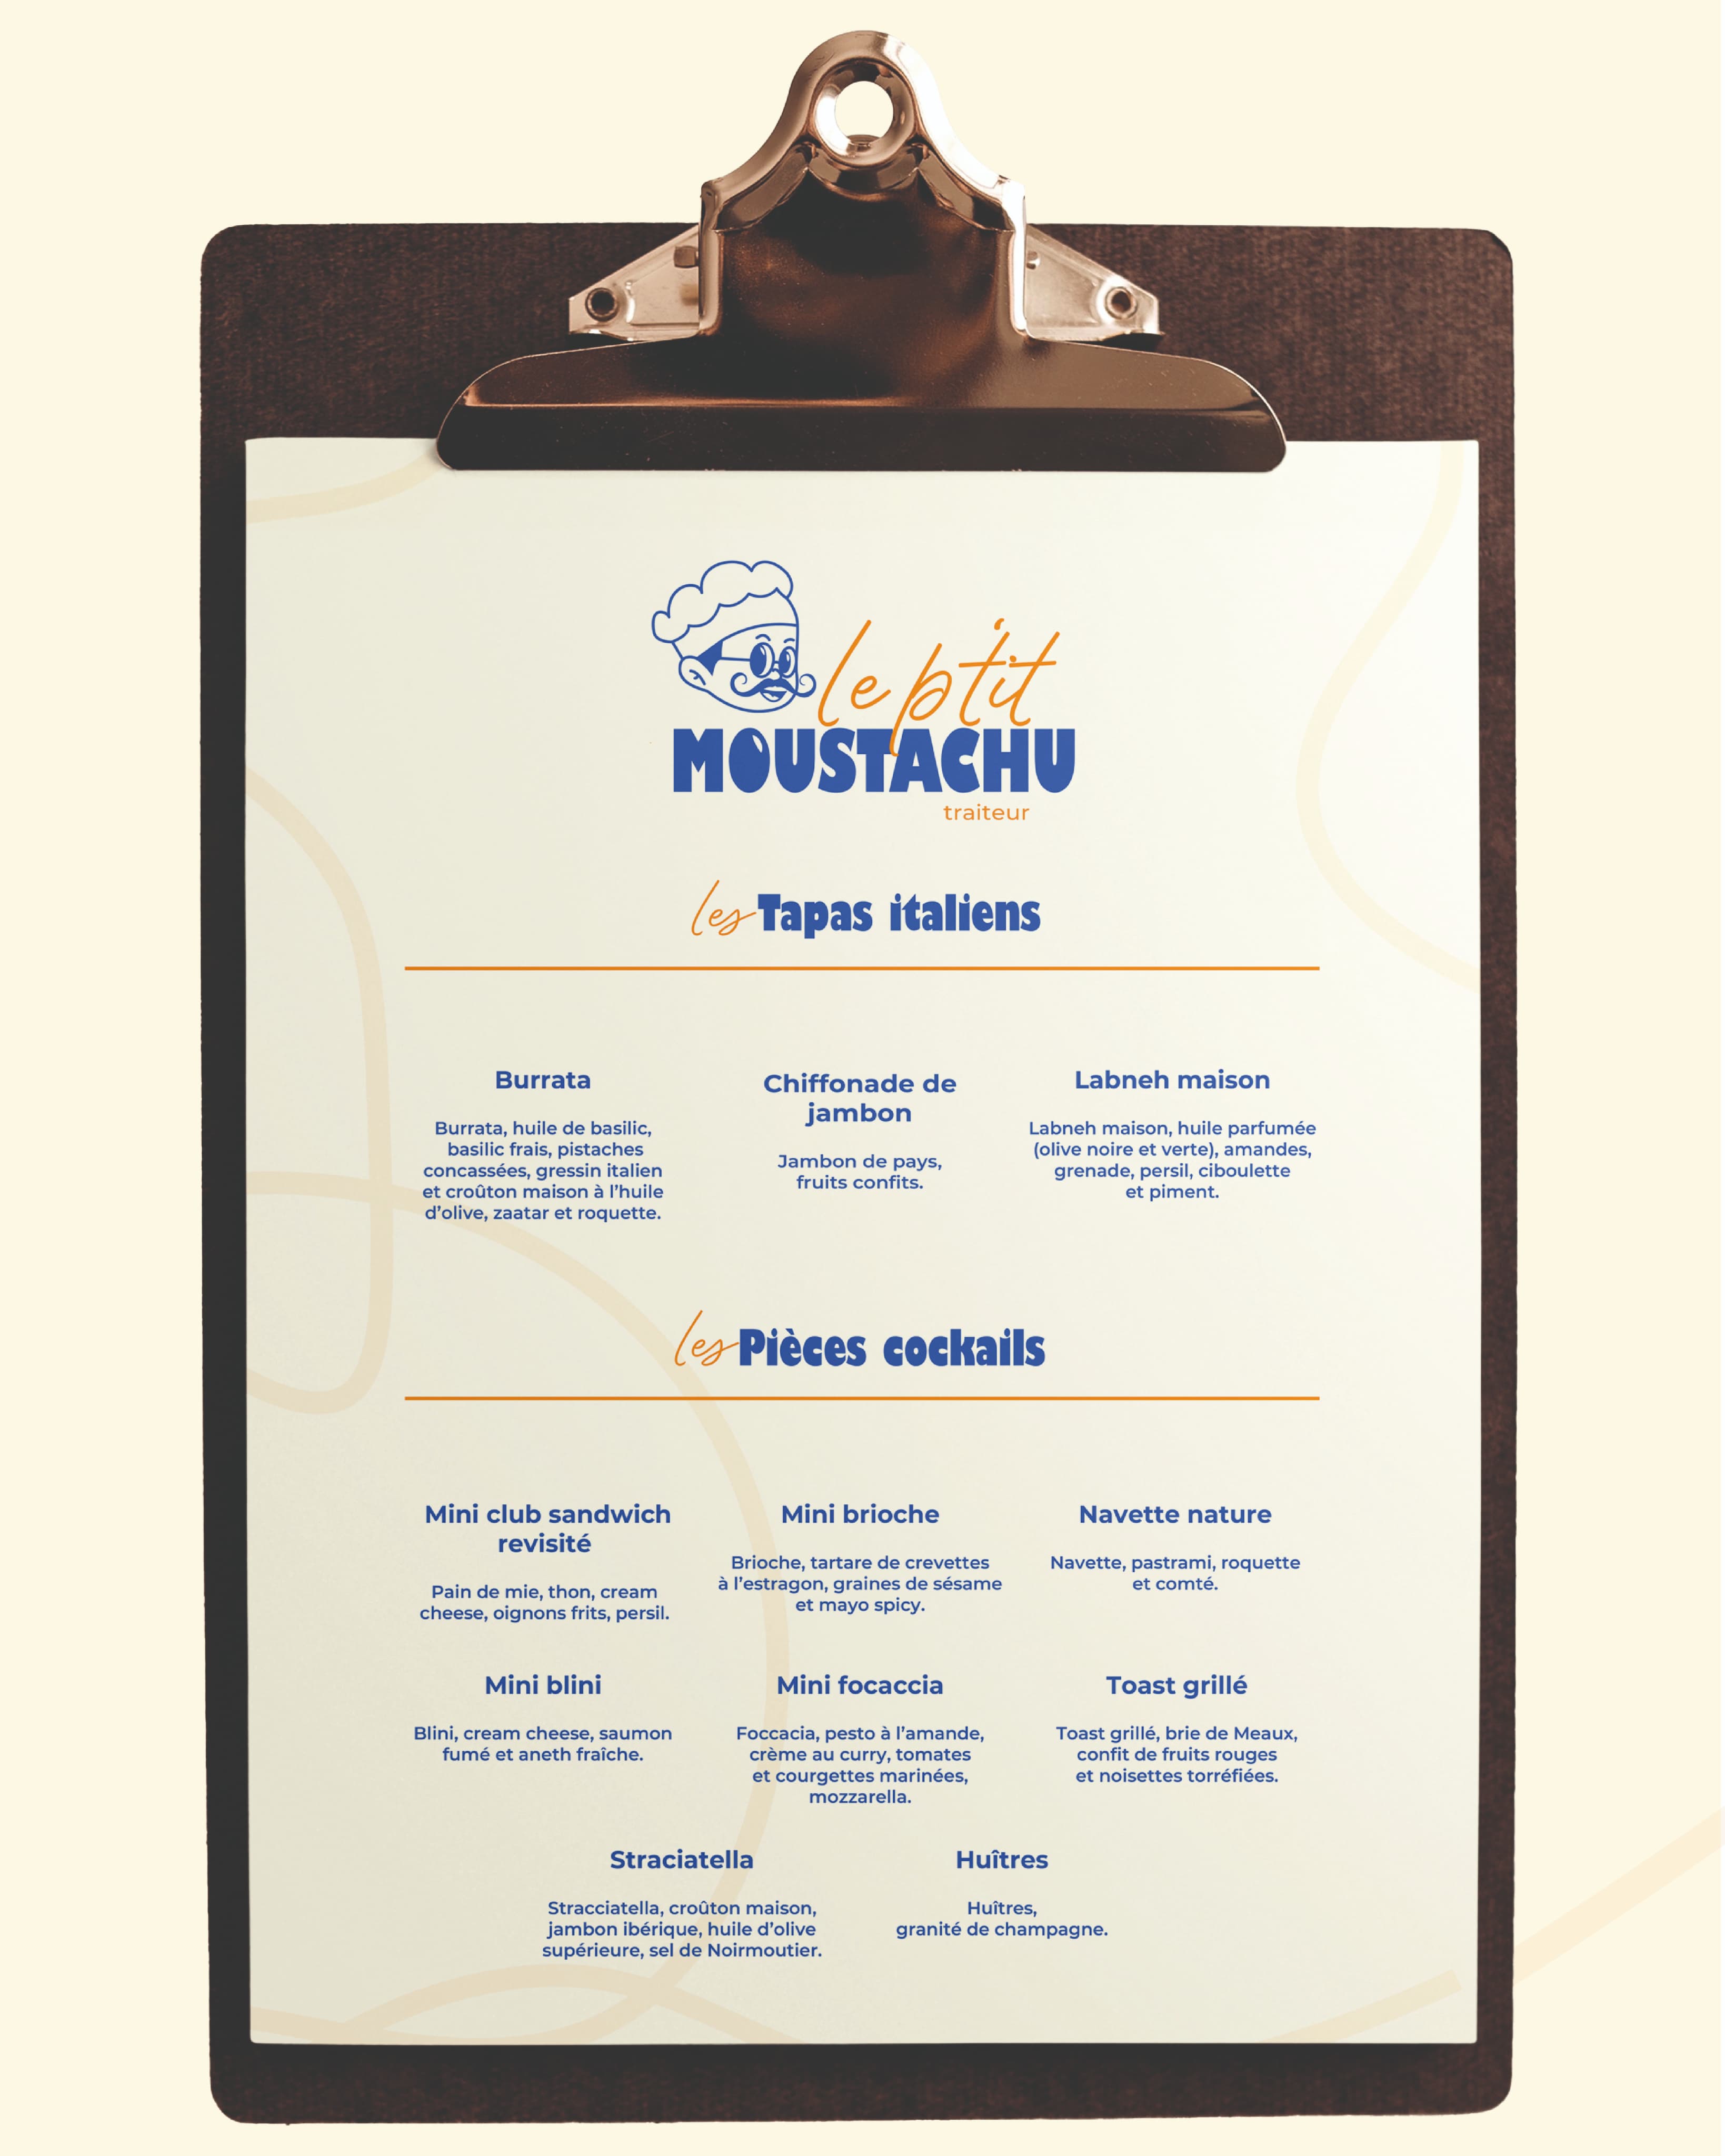 le p'tit
MOUSTACHU
traiteur
les Tapas italiens
Burrata
Burrata, huile de basilic,
basilic frais, pistaches
concassées, gressin italien
et croûton maison à l'huile
d'olive, zaatar et roquette.
Chiffonade de
jambon
Jambon de pays,
fruits confits.
Labneh maison
Labneh maison, huile parfumée
(olive noire et verte), amandes,
grenade, persil, ciboulette
et piment.
les Pièces cockails
Mini club sandwich
revisité
Pain de mie, thon, cream
cheese, oignons frits, persil.
Mini brioche
Brioche, tartare de crevettes
à l'estragon, graines de sésame
et mayo spicy.
Navette nature
Navette, pastrami, roquette
et comté.
Mini blini
Blini, cream cheese, saumon
fumé et aneth fraîche.
Mini focaccia
Foccacia, pesto à l'amande,
crème au curry, tomates
et courgettes marinées,
mozzarella.
Toast grillé
Toast grillé, brie de Meaux,
confit de fruits rouges
et noisettes torréfiées.
Straciatella
Stracciatella, croûton maison,
jambon ibérique, huile d'olive
supérieure, sel de Noirmoutier.
Huîtres
Huîtres,
granité de champagne.